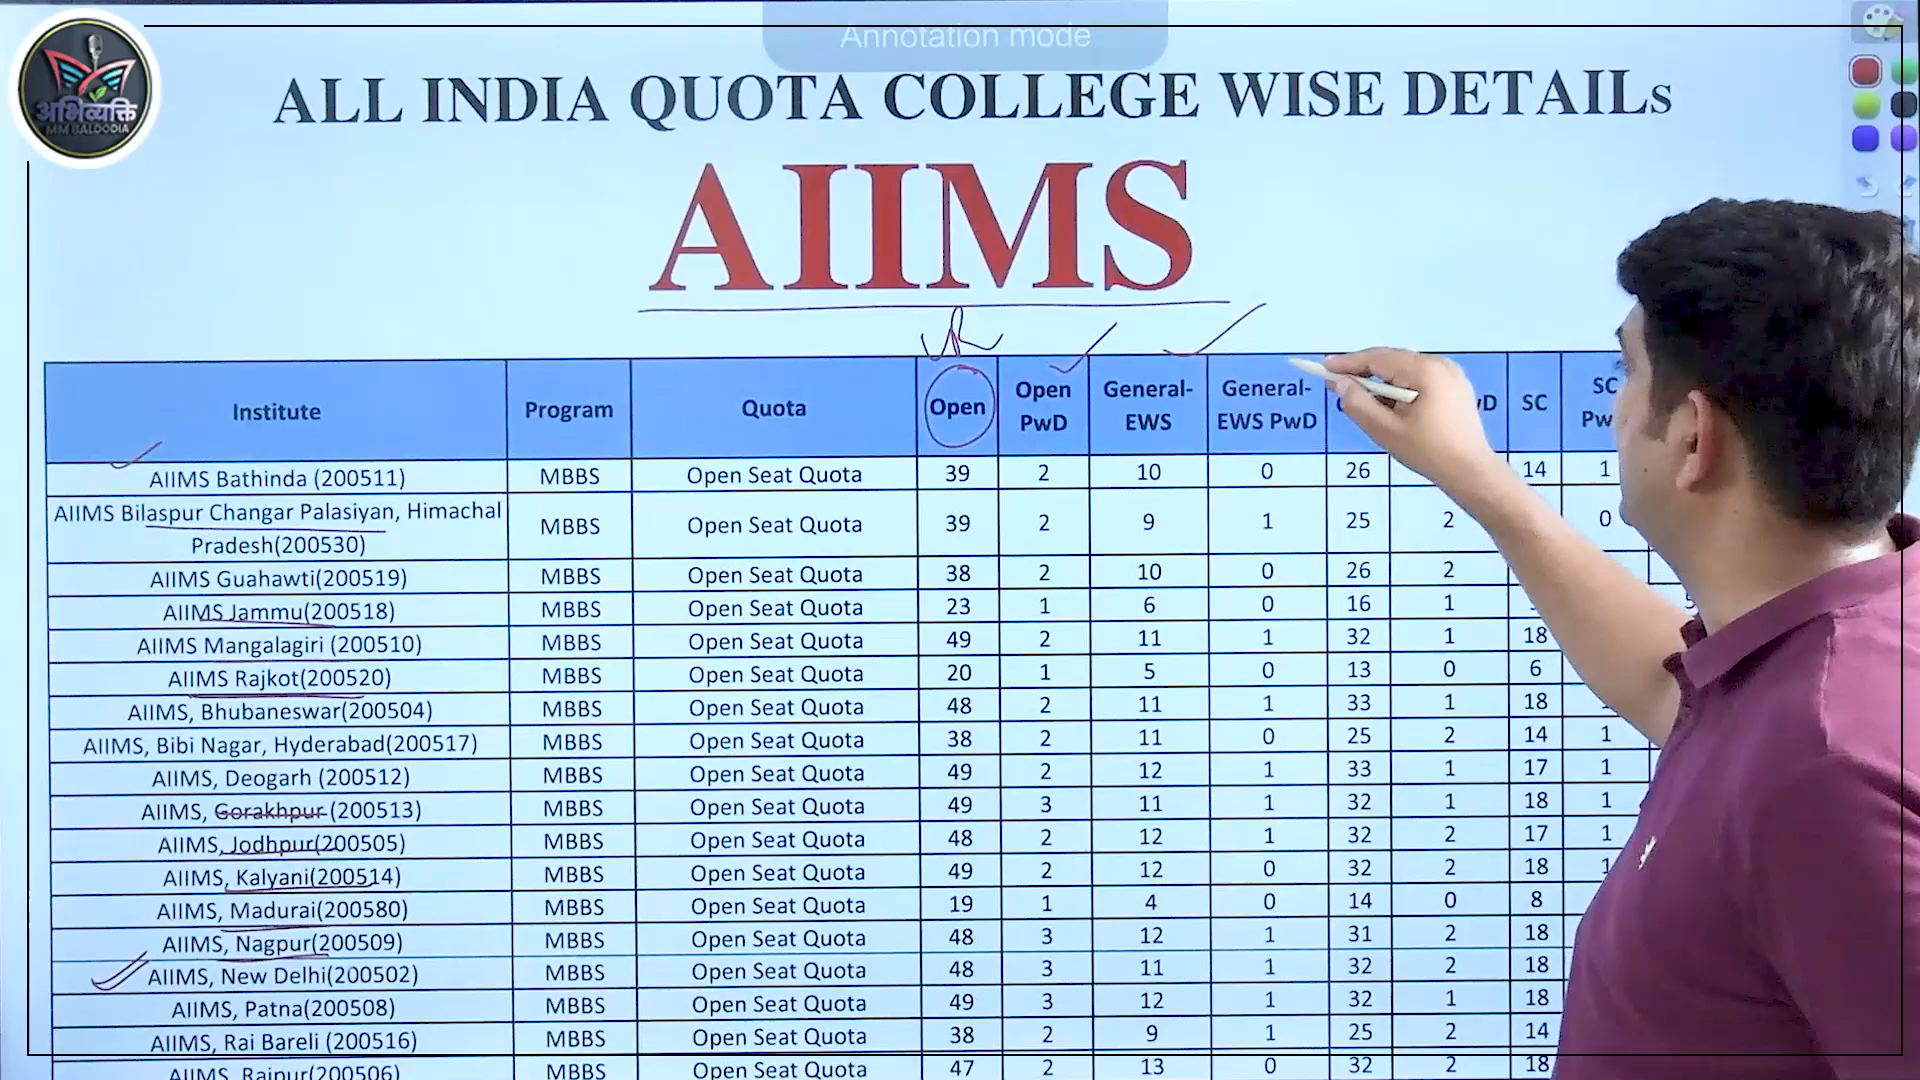 Annotation mode
अभिव्यक्ति
MM BALDODIA
ALL INDIA QUOTA COLLEGE WISE DETAILs
AIIMS
Institute Program Quota Open Open PwD General-EWS General-EWS PwD SC SC
AIIMS Bathinda (200511) MBBS Open Seat Quota 39 2 10 0 26 14 1
AIIMS Bilaspur Changar Palasiyan, Himachal
Pradesh(200530) MBBS Open Seat Quota 39 2 9 1 25 2 0
AIIMS Guahawti(200519) MBBS Open Seat Quota 38 2 10 0 26 2
AIIMS Jammu(200518) MBBS Open Seat Quota 23 1 6 0 16 1
AIIMS Mangalagiri (200510) MBBS Open Seat Quota 49 2 11 1 32 1 18
AIIMS Rajkot(200520) MBBS Open Seat Quota 20 1 5 0 13 0 6
AIIMS, Bhubaneswar(200504) MBBS Open Seat Quota 48 2 11 1 33 1 18
AIIMS, Bibi Nagar, Hyderabad(200517) MBBS Open Seat Quota 38 2 11 0 25 2 14 1
AIIMS, Deogarh (200512) MBBS Open Seat Quota 49 2 12 1 33 1 17 1
AIIMS, Gorakhpur (200513) MBBS Open Seat Quota 49 3 11 1 32 1 18 1
AIIMS, Jodhpur(200505) MBBS Open Seat Quota 48 2 12 1 32 2 17 1
AIIMS, Kalyani(200514) MBBS Open Seat Quota 49 2 12 0 32 2 18 1
AIIMS, Madurai(200580) MBBS Open Seat Quota 19 1 4 0 14 0 8
AIIMS, Nagpur(200509) MBBS Open Seat Quota 48 3 12 1 31 2 18
AIIMS, New Delhi(200502) MBBS Open Seat Quota 48 3 11 1 32 2 18
AIIMS, Patna(200508) MBBS Open Seat Quota 49 3 12 1 32 1 18
AIIMS, Rai Bareli (200516) MBBS Open Seat Quota 38 2 9 1 25 2 14
AIIMS, Raipur(200506) MBBS Open Seat Quota 47 2 13 0 32 2 18